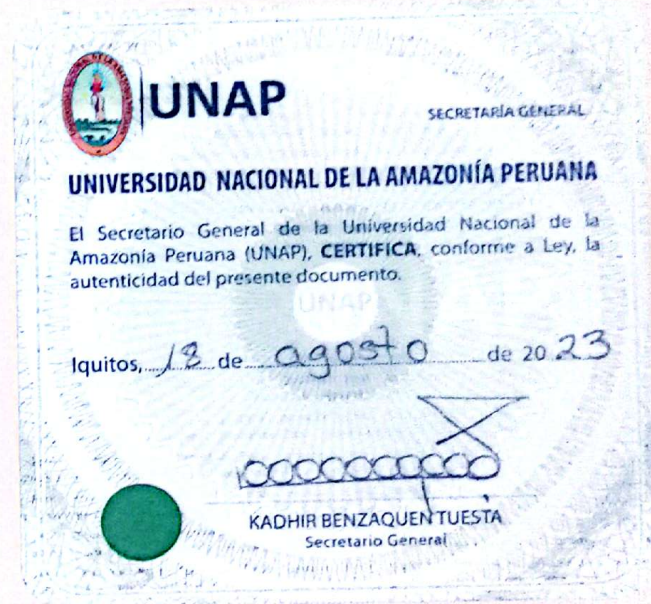 UNAP
SECRETARÍA GENERAL
UNIVERSIDAD NACIONAL DE LA AMAZONÍA PERUANA
El Secretario General de la Universidad Nacional de la
Amazonía Peruana (UNAP), CERTIFICA, conforme a Ley, la
autenticidad del presente documento.
UNAP
Iquitos, 18 de agosto de 2023
KADHIR BENZAQUEN TUESTA
Secretario General